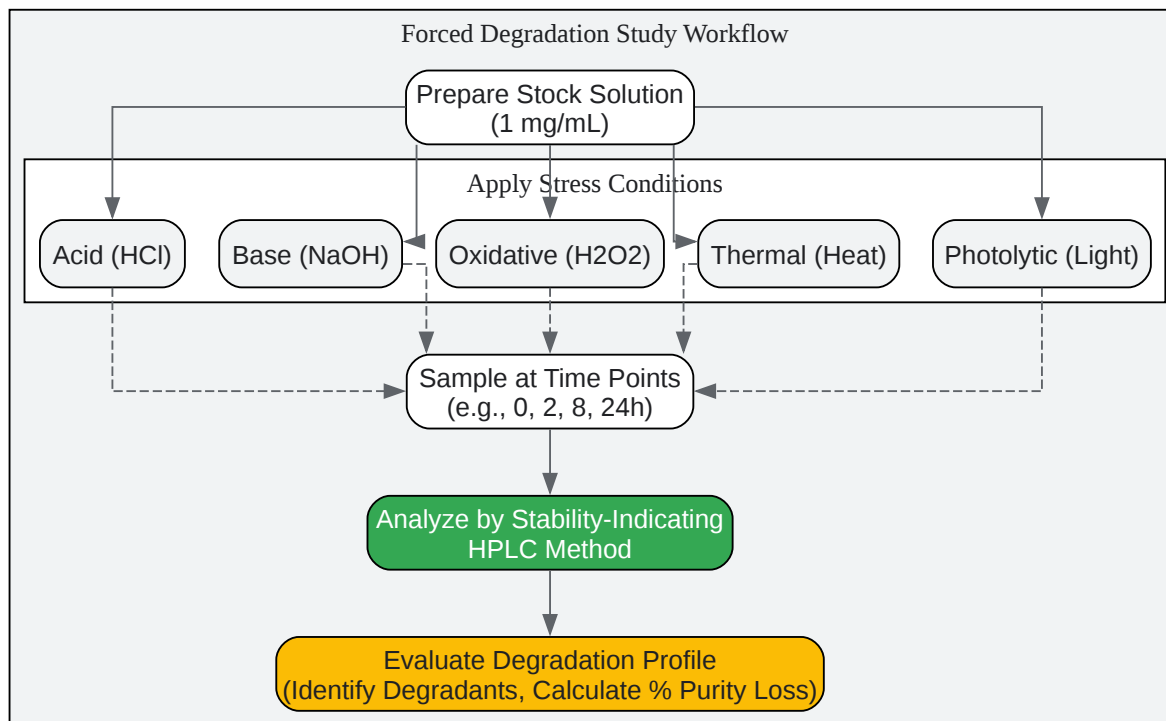 Forced Degradation Study Workflow
Prepare Stock Solution
(1 mg/mL)
Apply Stress Conditions
Acid (HCl)
Base (NaOH)
Oxidative (H2O2)
Thermal (Heat)
Photolytic (Light)
Sample at Time Points
(e.g., 0, 2, 8, 24h)
Analyze by Stability-Indicating
HPLC Method
Evaluate Degradation Profile
(Identify Degradants, Calculate % Purity Loss)